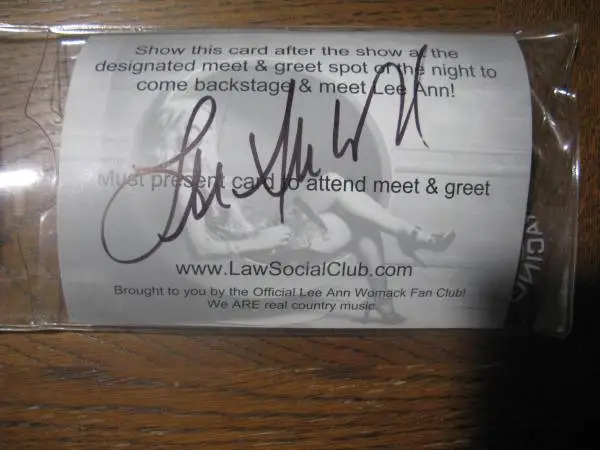 Show this card after the show at the
designated meet & greet spot of the night to
come backstage & meet Lee Ann!
Must present card to attend meet & greet
www.LawSocialClub.com
Brought to you by the Official Lee Ann Womack Fan Club!
We ARE real country music.